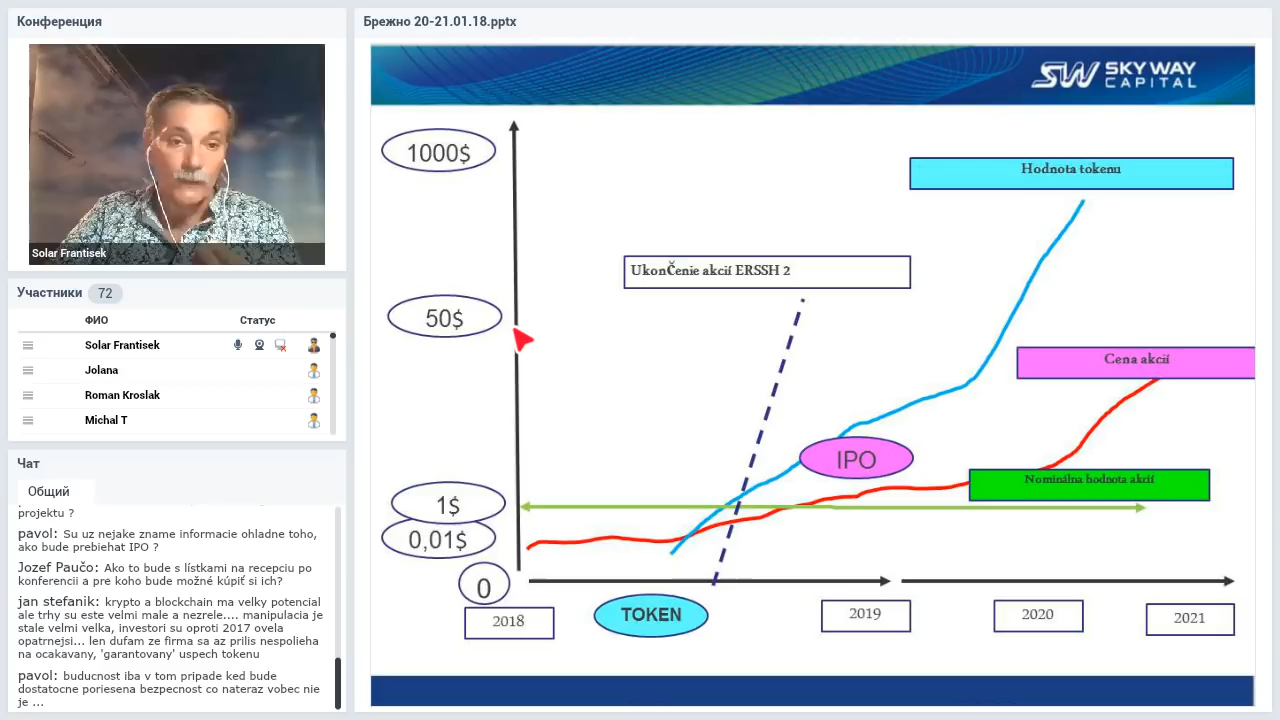 Конференция
Solar Frantisek
Участники 72
ФИО Статус
Solar Frantisek
Jolana
Roman Kroslak
Michal T
Чат
Общий
projektu ?
pavol: Su uz nejake zname informacie ohladne toho,
ako bude prebiehat IPO ?
Jozef Paučo: Ako to bude s lístkami na recepciu po
konferencii a pre koho bude možné kúpiť si ich?
jan stefanik: krypto a blockchain ma velky potencial
ale trhy su este velmi male a nezrele.... manipulacia je
stale velmi velka, investori su oproti 2017 ovela
opatrnejsi... len dufam ze firma sa az prilis nespolieha
na ocakavany, 'garantovany' uspech tokenu
pavol: buducnost iba v tom pripade ked bude
dostatocne poriesena bezpecnost co nateraz vobec nie
je ...
Брежно 20-21.01.18.pptx
SW SKY WAY
CAPITAL
1000$
Hodnota tokenu
UkonČenie akcií ERSSH 2
50$
Cena akcií
IPO
Nominálna hodnota akcií
1$
0,01$
0
2018
TOKEN
2019
2020
2021